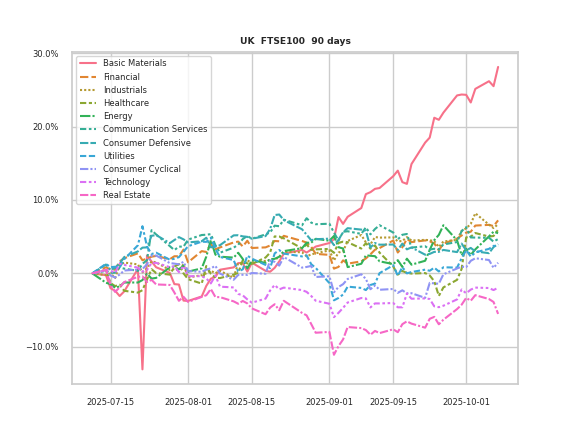 UK FTSE100 90 days
30.0%
20.0%
10.0%
0.0%
−10.0%
Basic Materials
Financial
Industrials
Healthcare
Energy
Communication Services
Consumer Defensive
Utilities
Consumer Cyclical
Technology
Real Estate
2025-07-15
2025-08-01
2025-08-15
2025-09-01
2025-09-15
2025-10-01